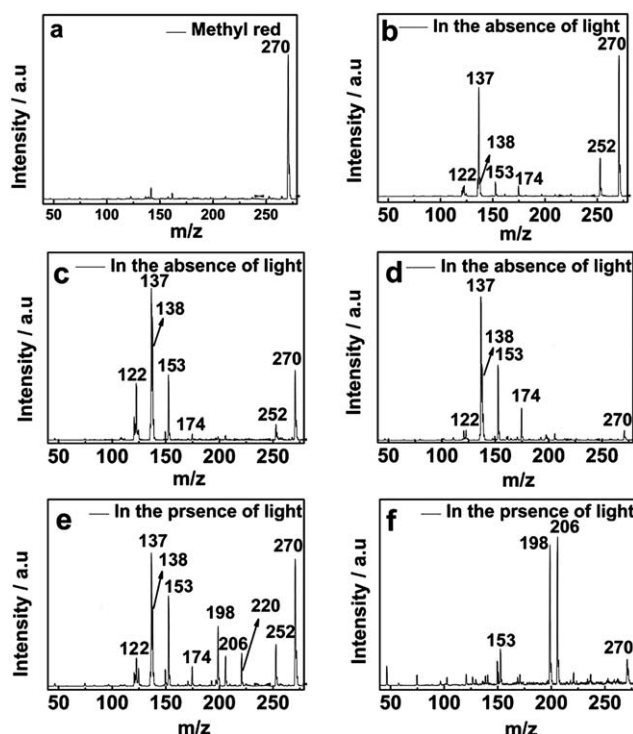 a — Methyl red
270
Intensity / a.u
50 100 150 200 250
m/z
b — In the absence of light
270
137
138
122 153 174
252
Intensity / a.u
50 100 150 200 250
m/z
c — In the absence of light
137
138
122
153
174
252
270
Intensity / a.u
50 100 150 200 250
m/z
d — In the absence of light
137
138
153
122
174
270
Intensity / a.u
50 100 150 200 250
m/z
e — In the prsence of light
137
138
153
122
174
198
206
220
252
270
Intensity / a.u
50 100 150 200 250
m/z
f — In the prsence of light
206
198
153
270
Intensity / a.u
50 100 150 200 250
m/z